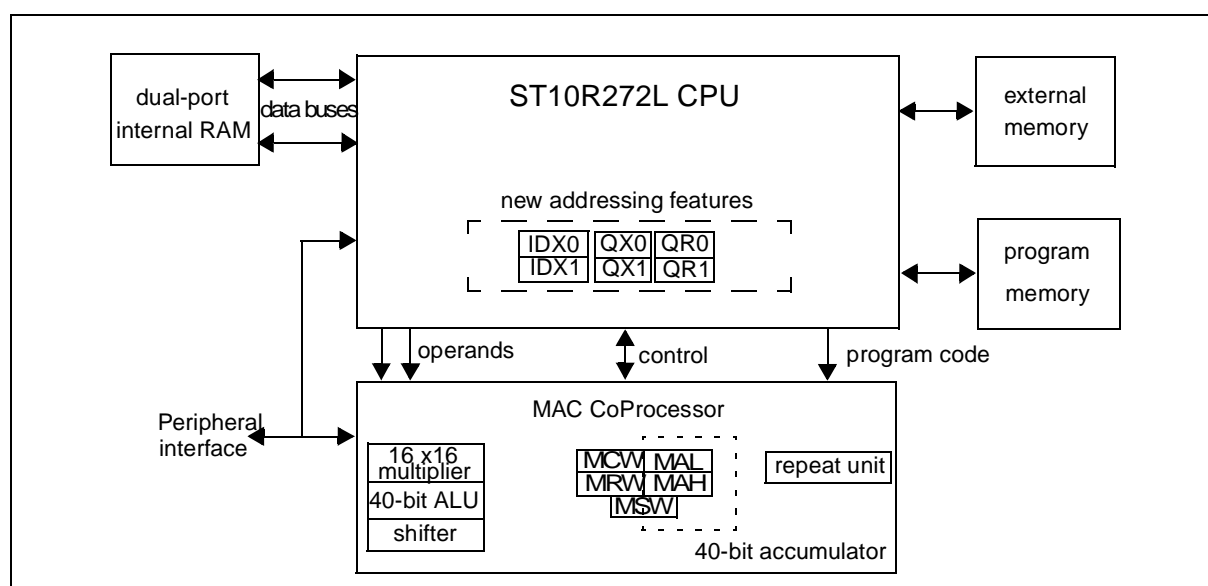 ST10R272L CPU
dual-port
internal RAM
data buses
external
memory
new addressing features
IDX0 QX0 QR0
IDX1 QX1 QR1
program
memory
operands
control
program code
Peripheral
interface
MAC CoProcessor
16 x16
multiplier
40-bit ALU
shifter
MCW MAL
MRW MAH
MSW
repeat unit
40-bit accumulator